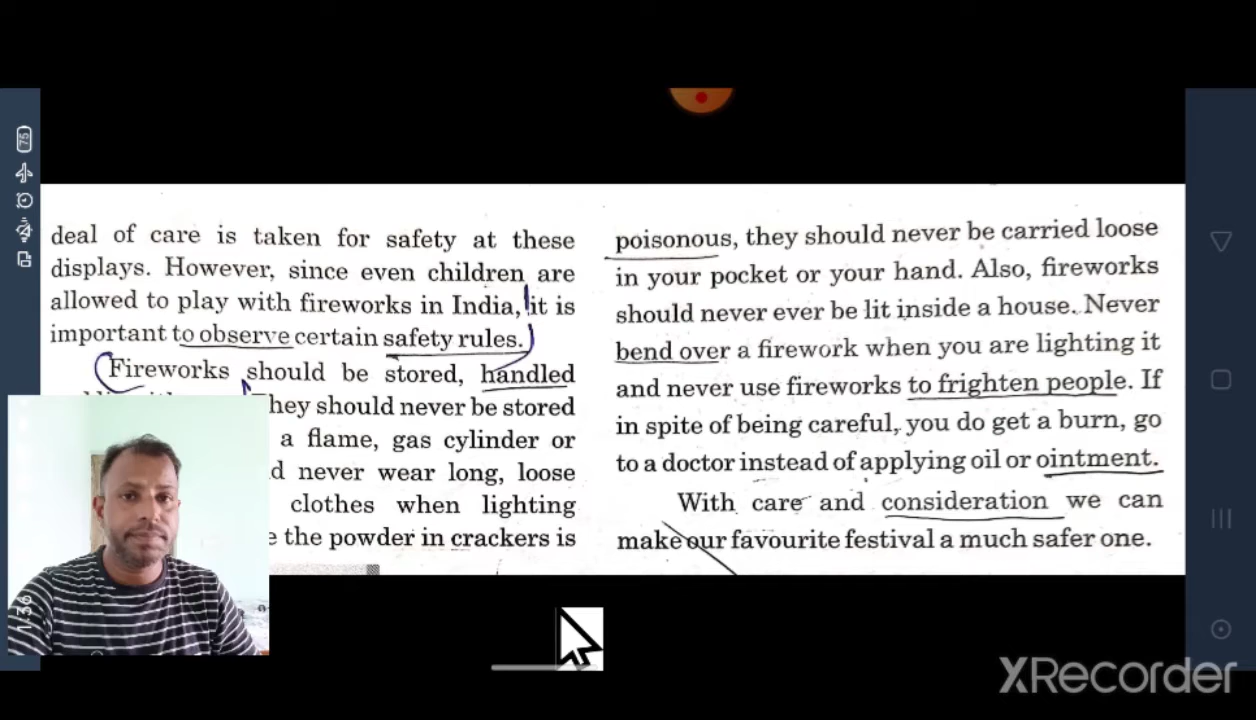 deal of care is taken for safety at these
displays. However, since even children are
allowed to play with fireworks in India, it is
important to observe certain safety rules.
Fireworks should be stored, handled
They should never be stored
a flame, gas cylinder or
never wear long, loose
clothes when lighting
the powder in crackers is
poisonous, they should never be carried loose
in your pocket or your hand. Also, fireworks
should never ever be lit inside a house. Never
bend over a firework when you are lighting it
and never use fireworks to frighten people. If
in spite of being careful, you do get a burn, go
to a doctor instead of applying oil or ointment.
With care and consideration we can
make our favourite festival a much safer one.
75
1:36
XRecorder